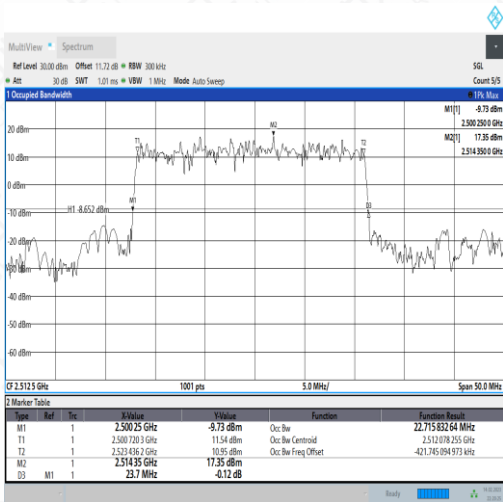 MultiView Spectrum
Ref Level 30.00 dBm Offset 11.72 dB RBW 300 kHz SGL
Att 30 dB SWT 1.01 ms VBW 1 MHz Mode Auto Sweep Count 5/5
1 Occupied Bandwidth 1Pk Max
M1[1] -9.73 dBm
2.500 250 0 GHz
M2[1] 17.35 dBm
2.514 350 0 GHz
20 dBm
10 dBm
0 dBm
-10 dBm
-20 dBm
-30 dBm
-40 dBm
-50 dBm
-60 dBm
H1 -8.652 dBm
M1
T1
M2
T2
D3
CF 2.512 5 GHz 1001 pts 5.0 MHz/ Span 50.0 MHz
2 Marker Table
Type Ref Trc X-Value Y-Value Function Function Result
M1 1 2.500 25 GHz -9.73 dBm Occ Bw 22.715 832 64 MHz
T1 1 2.500 720 3 GHz 11.54 dBm Occ Bw Centroid 2.512 078 255 GHz
T2 1 2.523 436 2 GHz 10.95 dBm Occ Bw Freq Offset -421.745 094 973 kHz
M2 1 2.514 35 GHz 17.35 dBm
D3 M1 1 23.7 MHz -0.12 dB
Ready